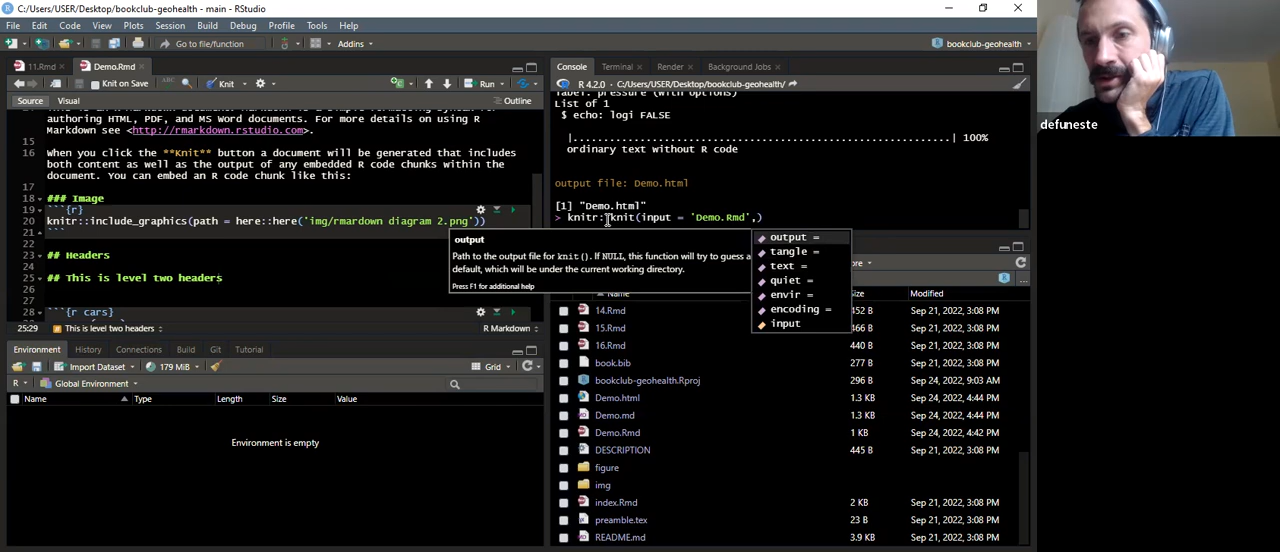 C:/Users/USER/Desktop/bookclub-geohealth - main - RStudio
File Edit Code View Plots Session Build Debug Profile Tools Help
Go to file/function Addins bookclub-geohealth
11.Rmd Demo.Rmd
Knit on Save Knit Run
Source Visual Outline
authoring HTML, PDF, and MS Word documents. For more details on using R
Markdown see <http://rmarkdown.rstudio.com>.
15
16 When you click the **Knit** button a document will be generated that includes
both content as well as the output of any embedded R code chunks within the
document. You can embed an R code chunk like this:
17
18 ### Image
19 ```{r}
20 knitr::include_graphics(path = here::here('img/rmardown diagram 2.png'))
21 ```
22
23 ## Headers
24
25 ## This is level two headers
26
27
28 ```{r cars}
25:29 This is level two headers R Markdown
Environment History Connections Build Git Tutorial
Import Dataset 179 MiB Grid
R Global Environment
Name Type Length Size Value
Environment is empty
Console Terminal Render Background Jobs
R 4.2.0 · C:/Users/USER/Desktop/bookclub-geohealth/
label: pressure (with options)
List of 1
$ echo: logi FALSE
|......................................................................| 100%
ordinary text without R code
output file: Demo.html
[1] "Demo.html"
> knitr::knit(input = 'Demo.Rmd',)
output
Path to the output file for knit(). If NULL, this function will try to guess a
default, which will be under the current working directory.
Press F1 for additional help
output =
tangle =
text =
quiet =
envir =
encoding =
input
Name Modified
14.Rmd 452 B Sep 21, 2022, 3:08 PM
15.Rmd 466 B Sep 21, 2022, 3:08 PM
16.Rmd 440 B Sep 21, 2022, 3:08 PM
book.bib 277 B Sep 21, 2022, 3:08 PM
bookclub-geohealth.Rproj 296 B Sep 24, 2022, 9:03 AM
Demo.html 1.3 KB Sep 24, 2022, 4:44 PM
Demo.md 1.3 KB Sep 24, 2022, 4:44 PM
Demo.Rmd 1 KB Sep 24, 2022, 4:42 PM
DESCRIPTION 445 B Sep 21, 2022, 3:08 PM
figure
img
index.Rmd 2 KB Sep 21, 2022, 3:08 PM
preamble.tex 23 B Sep 21, 2022, 3:08 PM
README.md 3.9 KB Sep 21, 2022, 3:08 PM
defuneste